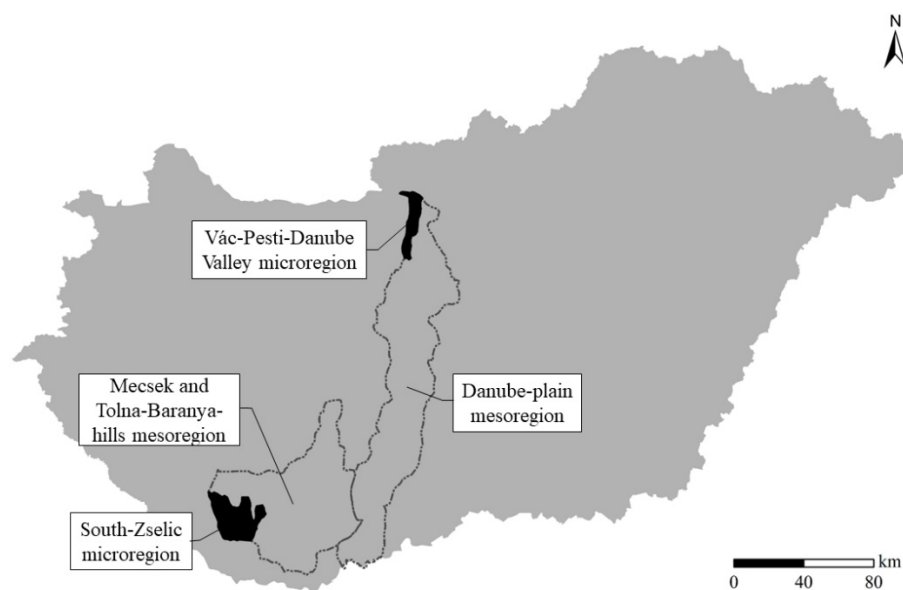 N
Vác-Pesti-Danube
Valley microregion
Mecsek and
Tolna-Baranya-
hills mesoregion
Danube-plain
mesoregion
South-Zselic
microregion
km
0 40 80